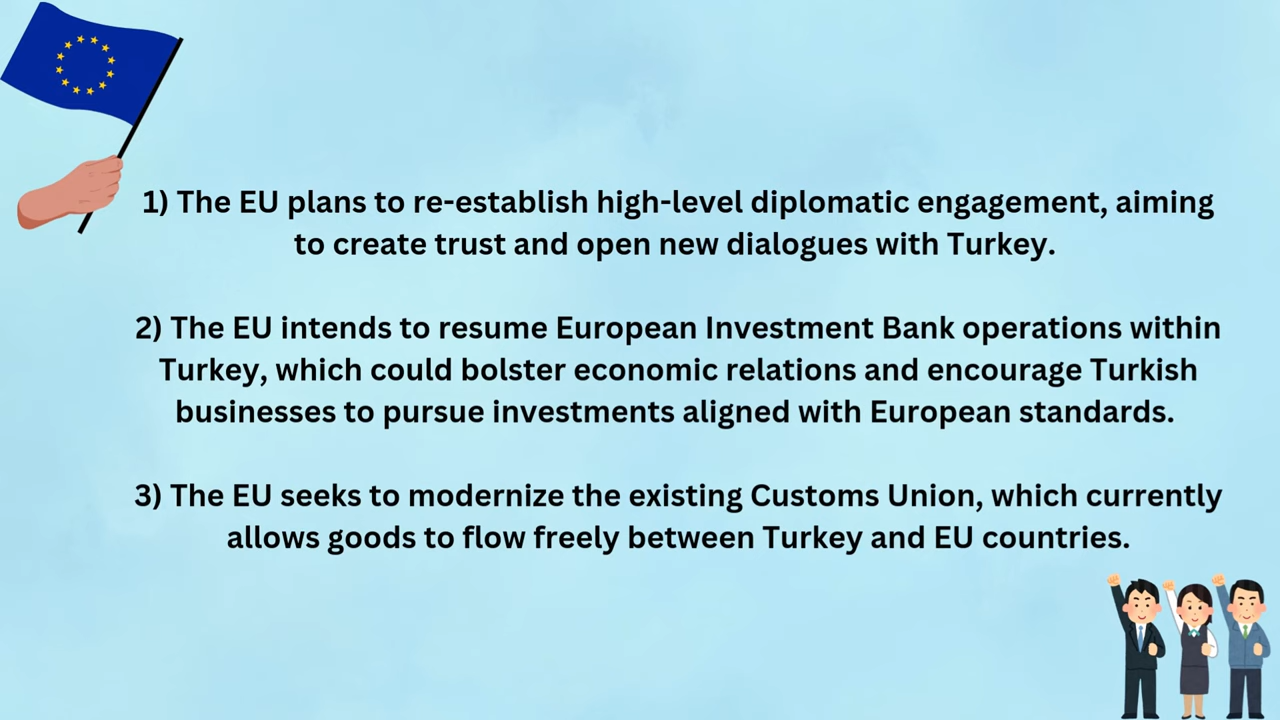 1) The EU plans to re-establish high-level diplomatic engagement, aiming
to create trust and open new dialogues with Turkey.
2) The EU intends to resume European Investment Bank operations within
Turkey, which could bolster economic relations and encourage Turkish
businesses to pursue investments aligned with European standards.
3) The EU seeks to modernize the existing Customs Union, which currently
allows goods to flow freely between Turkey and EU countries.